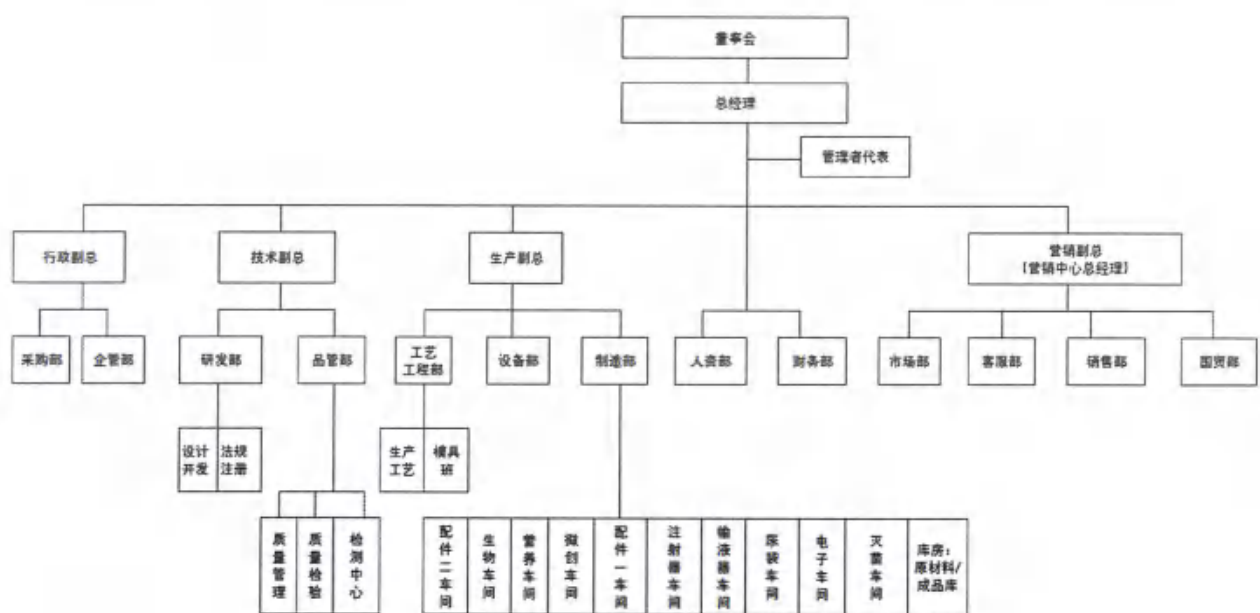 董事会
总经理
管理者代表
行政副总
技术副总
生产副总
营销副总
(营销中心总经理)
采购部
企管部
研发部
品管部
工艺
工程部
设备部
制造部
人资部
财务部
市场部
客服部
销售部
国贸部
设计
开发
法规
注册
生产
工艺
模具
班
质量管理
质量检验
检测中心
配件二车间
生物车间
营养车间
微创车间
配件一车间
注射器车间
输液器车间
泵装车间
电子车间
灭菌车间
库房:
原材料/
成品库